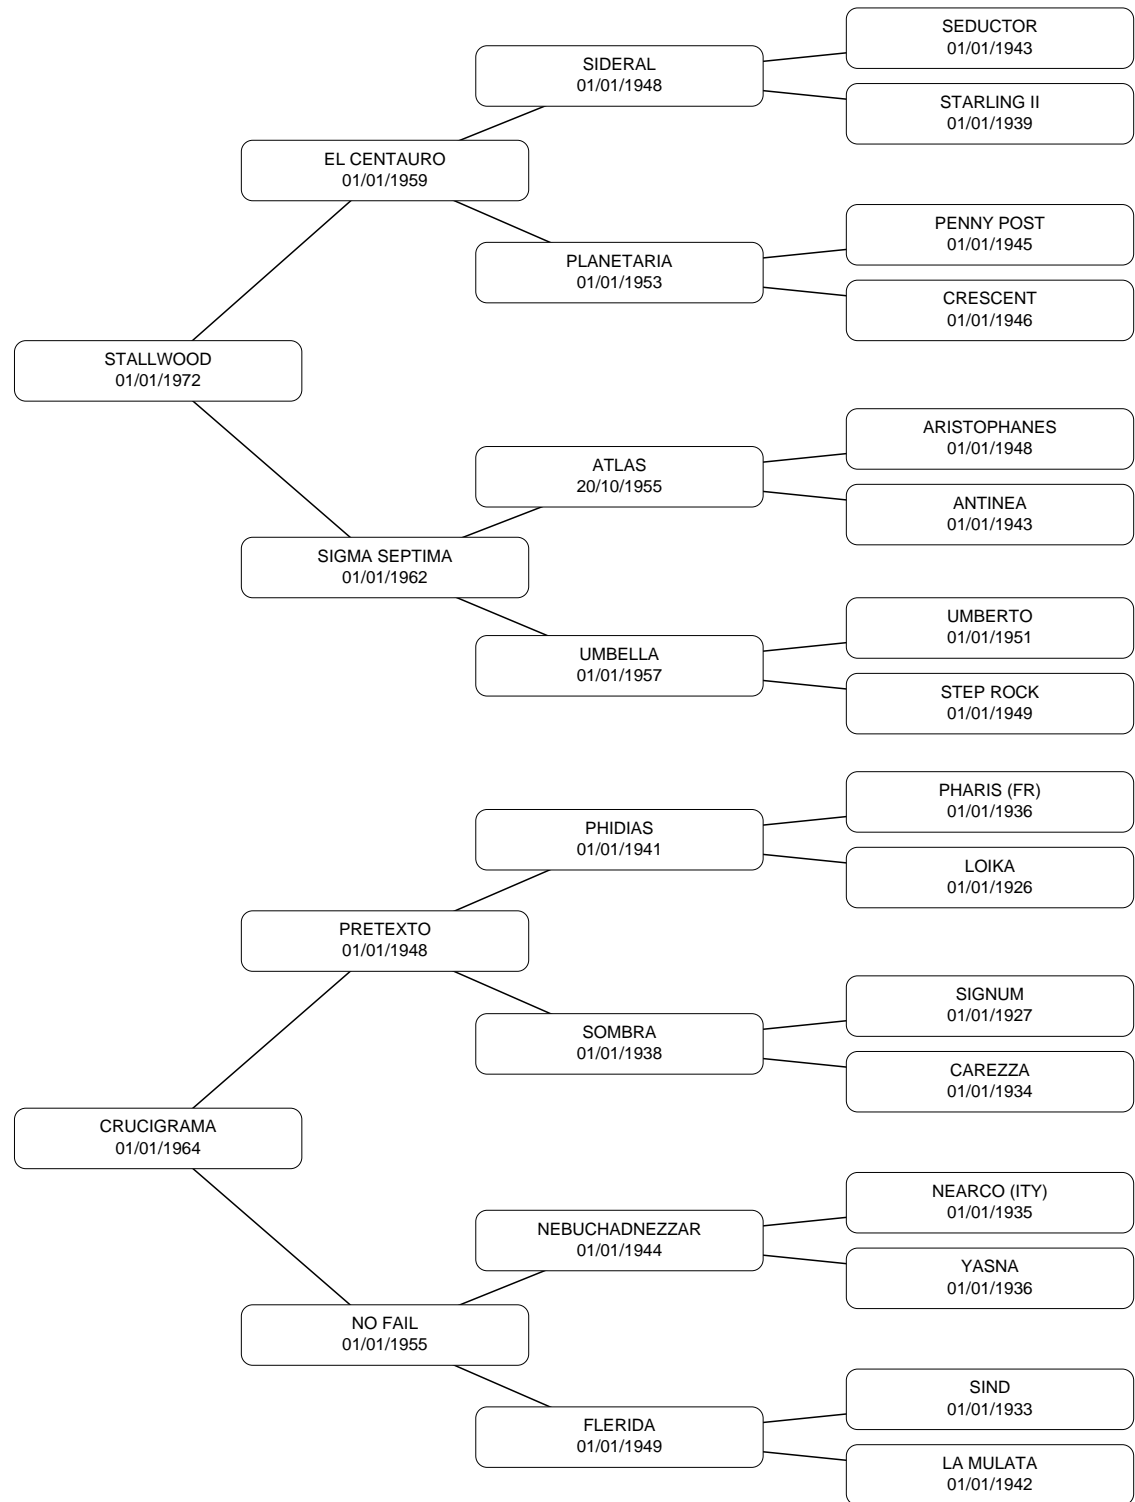 SEDUCTOR
01/01/1943
SIDERAL
01/01/1948
STARLING II
01/01/1939
EL CENTAURO
01/01/1959
PENNY POST
01/01/1945
PLANETARIA
01/01/1953
CRESCENT
01/01/1946
STALLWOOD
01/01/1972
ARISTOPHANES
01/01/1948
ATLAS
20/10/1955
ANTINEA
01/01/1943
SIGMA SEPTIMA
01/01/1962
UMBERTO
01/01/1951
UMBELLA
01/01/1957
STEP ROCK
01/01/1949
PHARIS (FR)
01/01/1936
PHIDIAS
01/01/1941
LOIKA
01/01/1926
PRETEXTO
01/01/1948
SIGNUM
01/01/1927
SOMBRA
01/01/1938
CAREZZA
01/01/1934
CRUCIGRAMA
01/01/1964
NEARCO (ITY)
01/01/1935
NEBUCHADNEZZAR
01/01/1944
YASNA
01/01/1936
NO FAIL
01/01/1955
SIND
01/01/1933
FLERIDA
01/01/1949
LA MULATA
01/01/1942